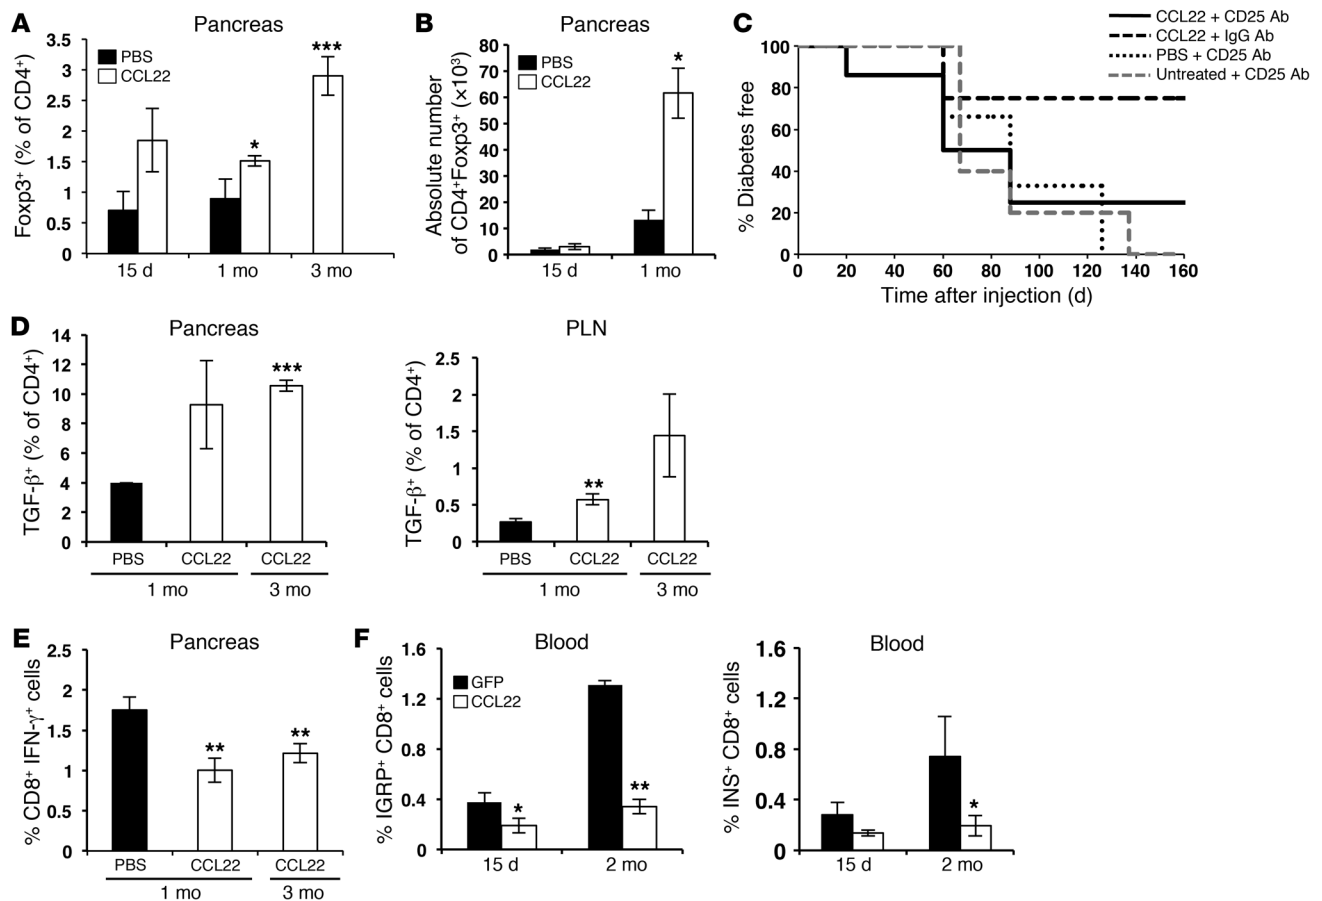 A
Pancreas
Foxp3⁺ (% of CD4⁺)
3.5
3
2.5
2
1.5
1
0.5
0
PBS
CCL22
*
***
15 d
1 mo
3 mo
B
Pancreas
Absolute number
of CD4⁺Foxp3⁺ (×10³)
80
70
60
50
40
30
20
10
0
PBS
CCL22
*
15 d
1 mo
C
CCL22 + CD25 Ab
CCL22 + IgG Ab
PBS + CD25 Ab
Untreated + CD25 Ab
% Diabetes free
100
80
60
40
20
0
0 20 40 60 80 100 120 140 160
Time after injection (d)
D
Pancreas
TGF-β⁺ (% of CD4⁺)
14
12
10
8
6
4
2
0
***
PBS CCL22 CCL22
1 mo 3 mo
PLN
TGF-β⁺ (% of CD4⁺)
2.5
2
1.5
1
0.5
0
**
PBS CCL22 CCL22
1 mo 3 mo
E
Pancreas
% CD8⁺ IFN-γ⁺ cells
2.5
2
1.5
1
0.5
0
**
**
PBS CCL22 CCL22
1 mo 3 mo
F
Blood
% IGRP⁺ CD8⁺ cells
1.6
1.2
0.8
0.4
0
GFP
CCL22
*
**
15 d 2 mo
Blood
% INS⁺ CD8⁺ cells
1.6
1.2
0.8
0.4
0
*
15 d 2 mo